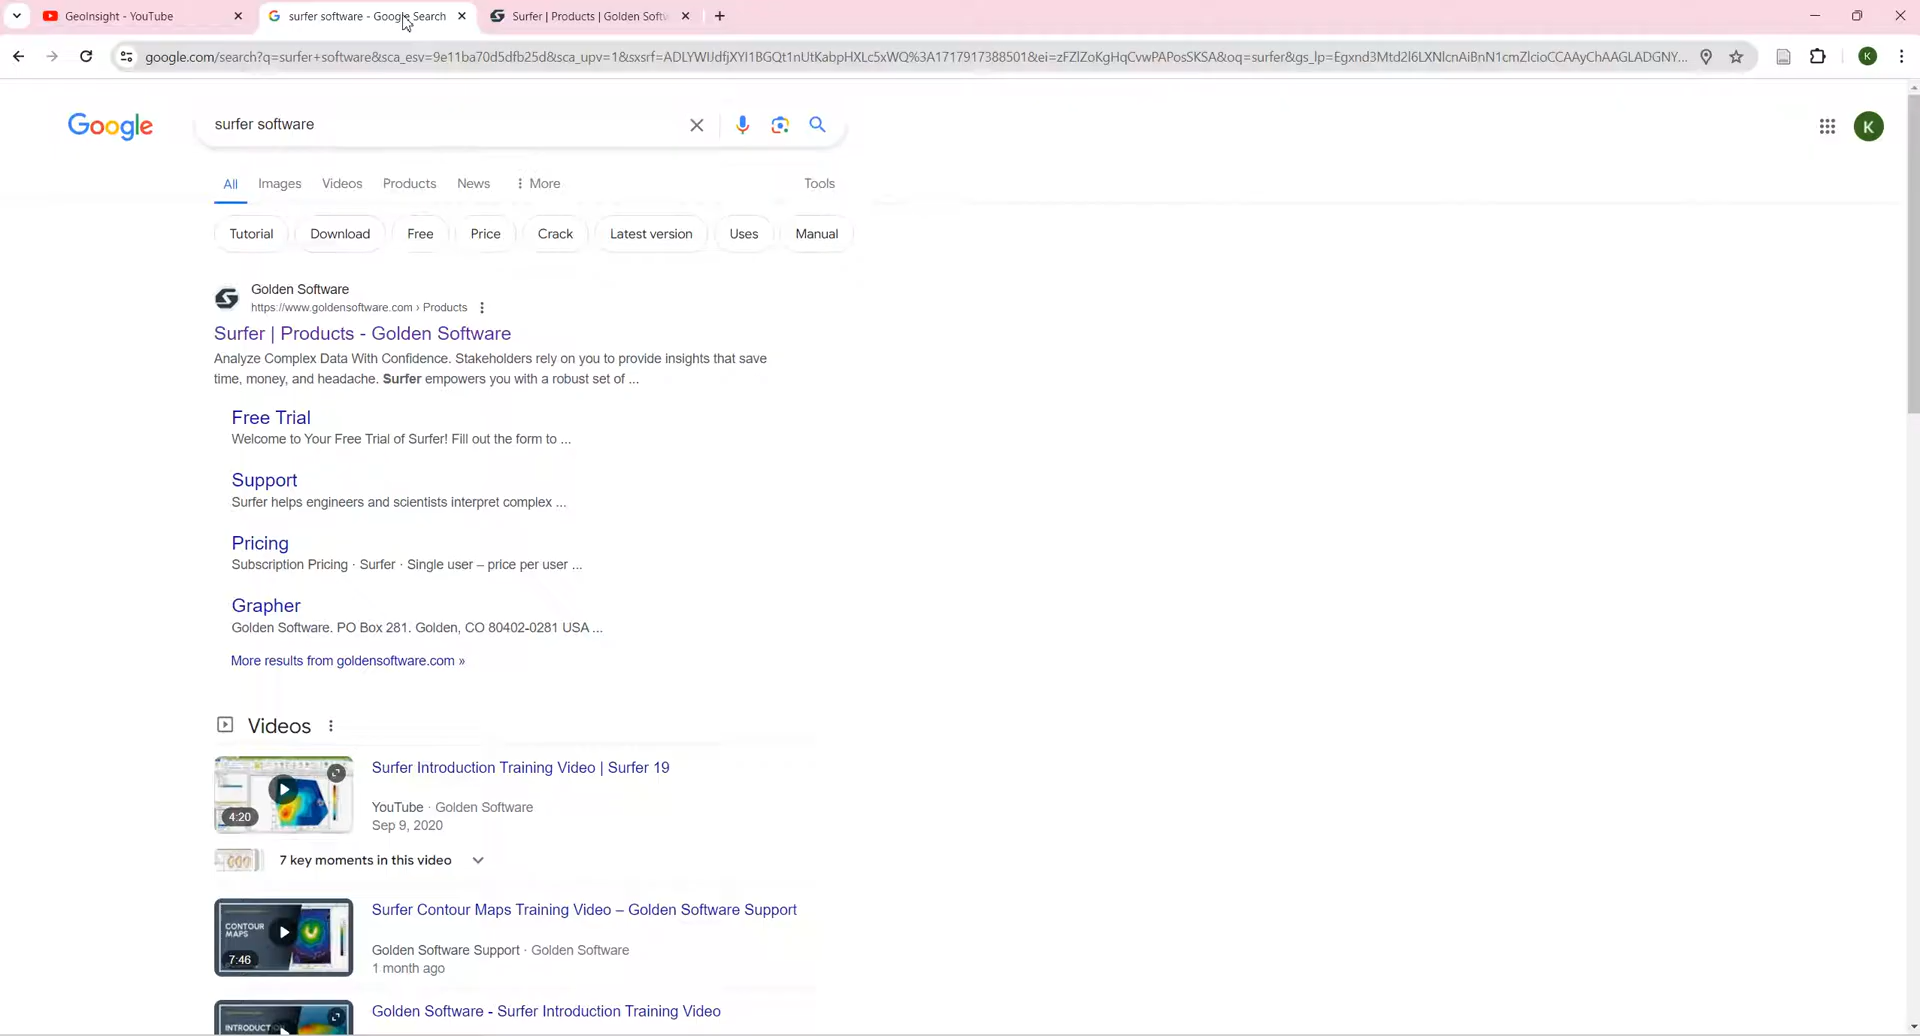 GeoInsight - YouTube
surfer software - Google Search
Surfer | Products | Golden Softw
google.com/search?q=surfer+software&sca_esv=9e11ba70d5dfb25d&sca_upv=1&sxsrf=ADLYWIJdfjXYI1BGQt1nUtKabpHXLc5xWQ%3A1717917388501&ei=zFZlZoKgHqCvwPAPosSKSA&oq=surfer&gs_lp=Egxnd3Mtd2l6LXNlcnAiBnN1cmZlcioCCAAyChAAGLADGNY...
K
Google
surfer software
K
All Images Videos Products News More Tools
Tutorial Download Free Price Crack Latest version Uses Manual
Golden Software
https://www.goldensoftware.com › Products
Surfer | Products - Golden Software
Analyze Complex Data With Confidence. Stakeholders rely on you to provide insights that save
time, money, and headache. Surfer empowers you with a robust set of ...
Free Trial
Welcome to Your Free Trial of Surfer! Fill out the form to ...
Support
Surfer helps engineers and scientists interpret complex ...
Pricing
Subscription Pricing · Surfer · Single user – price per user ...
Grapher
Golden Software. PO Box 281. Golden, CO 80402-0281 USA ...
More results from goldensoftware.com »
Videos
Surfer Introduction Training Video | Surfer 19
4:20
YouTube · Golden Software
Sep 9, 2020
7 key moments in this video
Surfer Contour Maps Training Video – Golden Software Support
CONTOUR
MAPS
7:46
Golden Software Support · Golden Software
1 month ago
Golden Software - Surfer Introduction Training Video